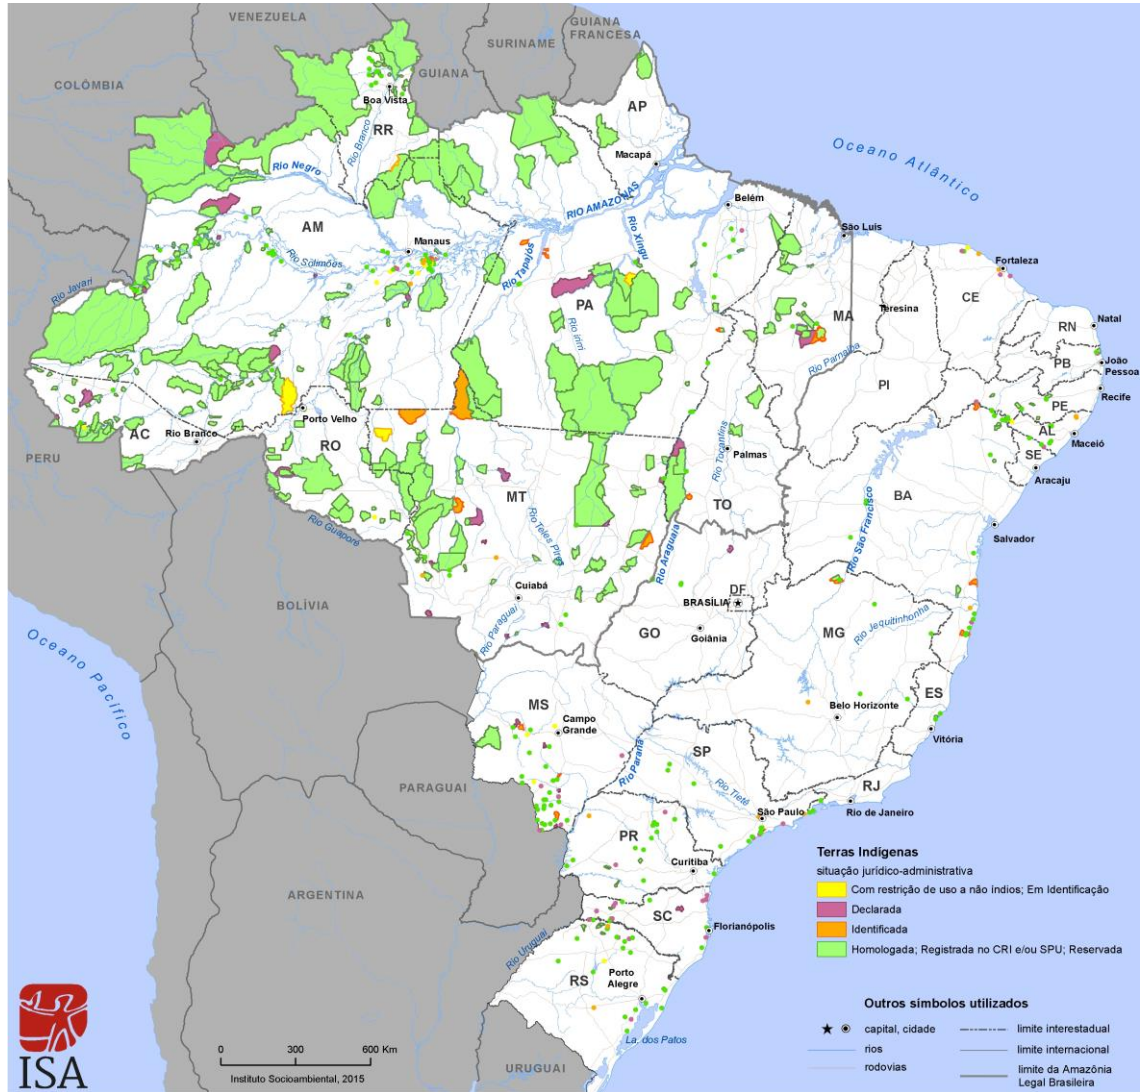 VENEZUELA
GUIANA
FRANCESA
SURINAME
GUIANA
COLÔMBIA
Boa Vista
RR
AP
Rio Branco
Macapá
Oceano Atlântico
Rio Negro
RIO AMAZONAS
Belém
São Luís
AM
Manaus
Rio Xingu
Rio Tapajós
Fortaleza
Rio Solimões
Rio Javari
PA
CE
Rio Iriri
MA
Teresina
RN
Natal
PB
João
Pessoa
Rio Parnaíba
PI
PE
Recife
AC
Rio Branco
Porto Velho
RO
AL
Maceió
PERU
SE
Aracaju
Rio Tocantins
Palmas
MT
TO
BA
Rio Guaporé
Rio Teles Pires
Rio São Francisco
Salvador
Rio Araguaia
Cuiabá
BOLÍVIA
DF
BRASÍLIA
Rio Paraguai
GO
Goiânia
MG
Rio Jequitinhonha
Oceano Pacífico
MS
Campo
Grande
Belo Horizonte
ES
Vitória
SP
Rio Paraná
Rio Tietê
RJ
PARAGUAI
São Paulo
Rio de Janeiro
PR
Curitiba
ARGENTINA
SC
Florianópolis
Rio Uruguai
RS
Porto
Alegre
La. dos Patos
URUGUAI
Terras Indígenas
situação jurídico-administrativa
Com restrição de uso a não índios; Em Identificação
Declarada
Identificada
Homologada; Registrada no CRI e/ou SPU; Reservada
Outros símbolos utilizados
capital, cidade
limite interestadual
rios
limite internacional
rodovias
limite da Amazônia
Legal Brasileira
0 300 600 Km
Instituto Socioambiental, 2015
ISA